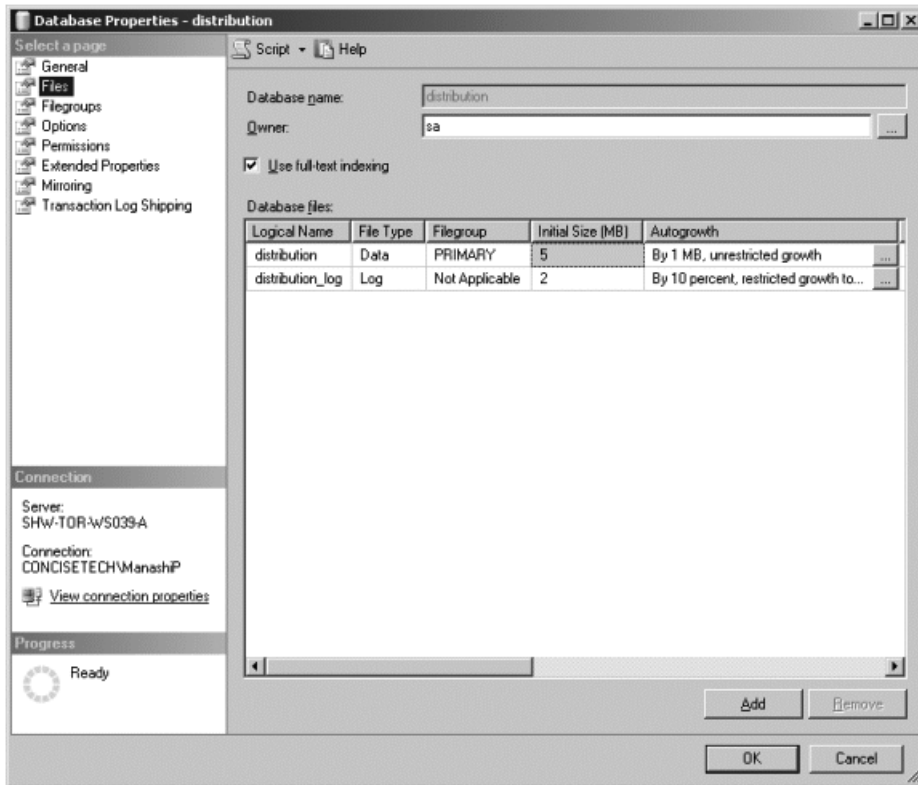 Database Properties - distribution
Select a page
General
Files
Filegroups
Options
Permissions
Extended Properties
Mirroring
Transaction Log Shipping
Script Help
Database name: distribution
Owner: sa ...
Use full-text indexing
Database files:
Logical Name File Type Filegroup Initial Size (MB) Autogrowth
distribution Data PRIMARY 5 By 1 MB, unrestricted growth ...
distribution_log Log Not Applicable 2 By 10 percent, restricted growth to... ...
Connection
Server:
SHW-TOR-WS039-A
Connection:
CONCISETECH\ManashiP
View connection properties
Progress
Ready
Add Remove
OK Cancel